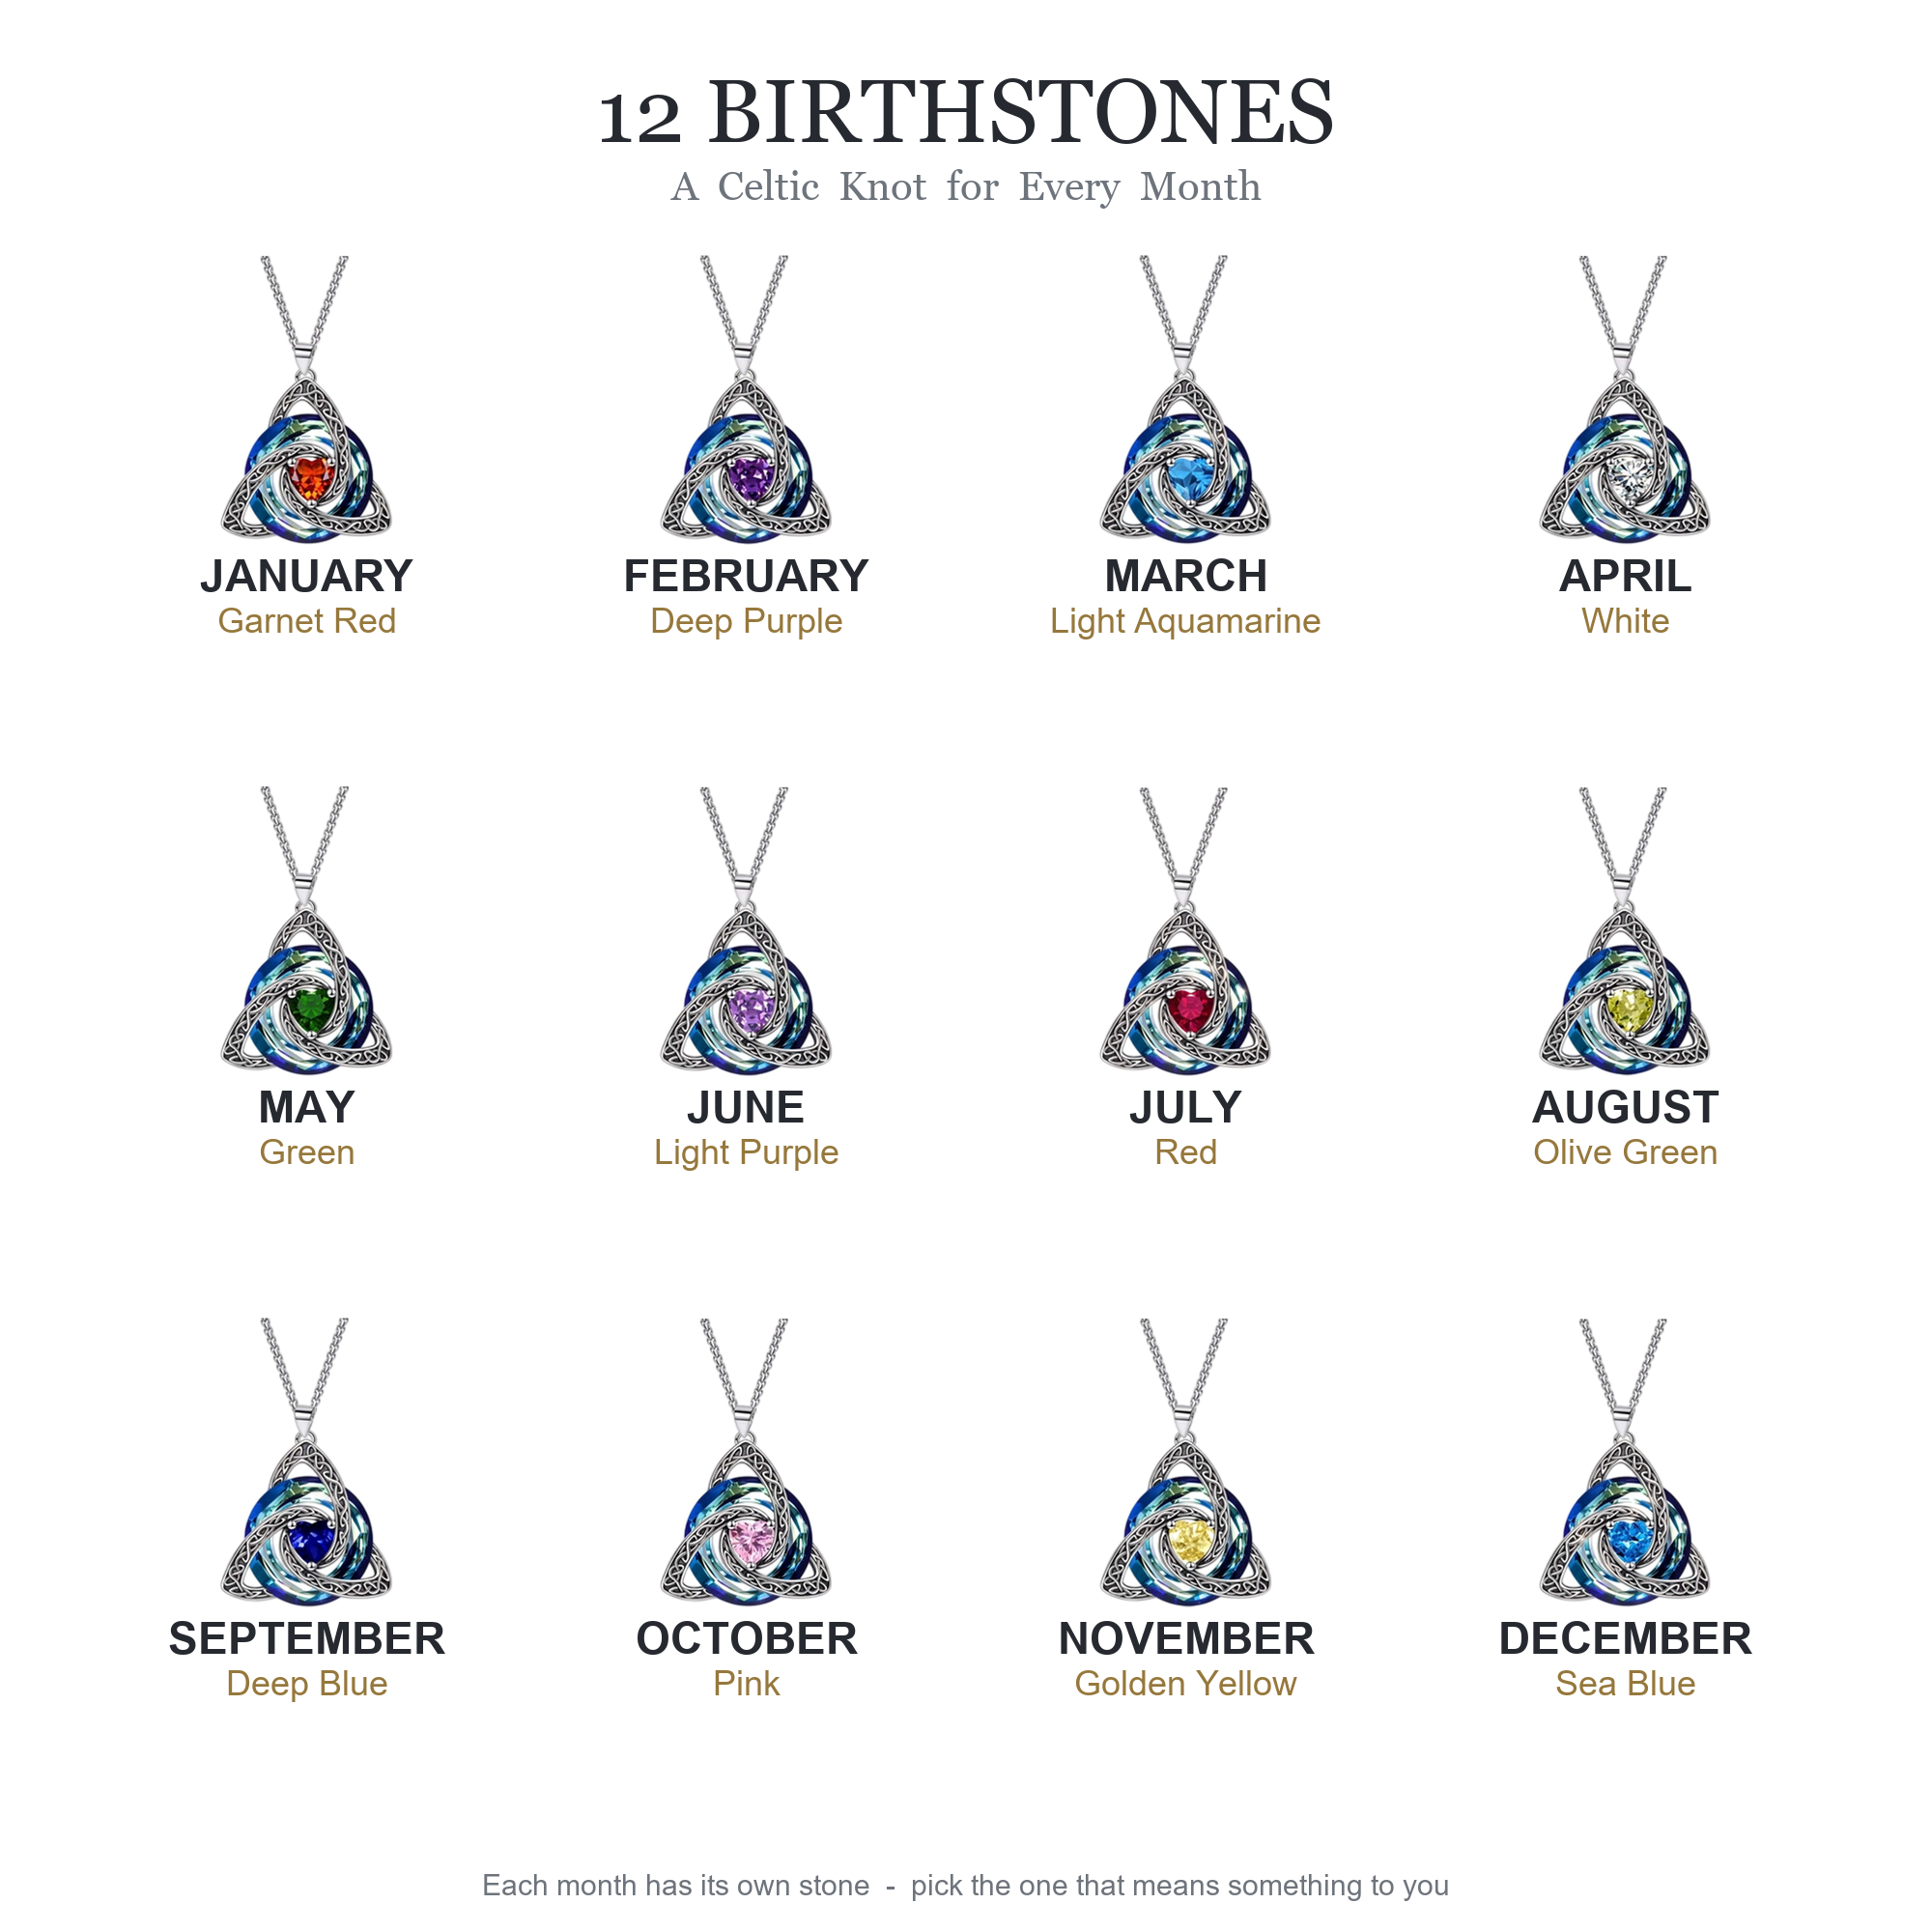 12 BIRTHSTONES
A Celtic Knot for Every Month
JANUARY
Garnet Red
FEBRUARY
Deep Purple
MARCH
Light Aquamarine
APRIL
White
MAY
Green
JUNE
Light Purple
JULY
Red
AUGUST
Olive Green
SEPTEMBER
Deep Blue
OCTOBER
Pink
NOVEMBER
Golden Yellow
DECEMBER
Sea Blue
Each month has its own stone - pick the one that means something to you